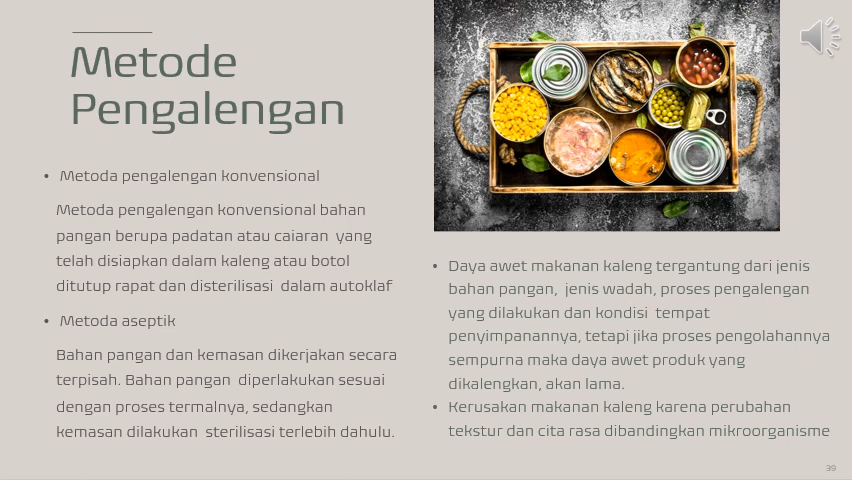 Metode
Pengalengan
• Metoda pengalengan konvensional
Metoda pengalengan konvensional bahan
pangan berupa padatan atau caiaran yang
telah disiapkan dalam kaleng atau botol
ditutup rapat dan disterilisasi dalam autoklaf
• Metoda aseptik
Bahan pangan dan kemasan dikerjakan secara
terpisah. Bahan pangan diperlakukan sesuai
dengan proses termalnya, sedangkan
kemasan dilakukan sterilisasi terlebih dahulu.
• Daya awet makanan kaleng tergantung dari jenis
bahan pangan, jenis wadah, proses pengalengan
yang dilakukan dan kondisi tempat
penyimpanannya, tetapi jika proses pengolahannya
sempurna maka daya awet produk yang
dikalengkan, akan lama.
• Kerusakan makanan kaleng karena perubahan
tekstur dan cita rasa dibandingkan mikroorganisme
39